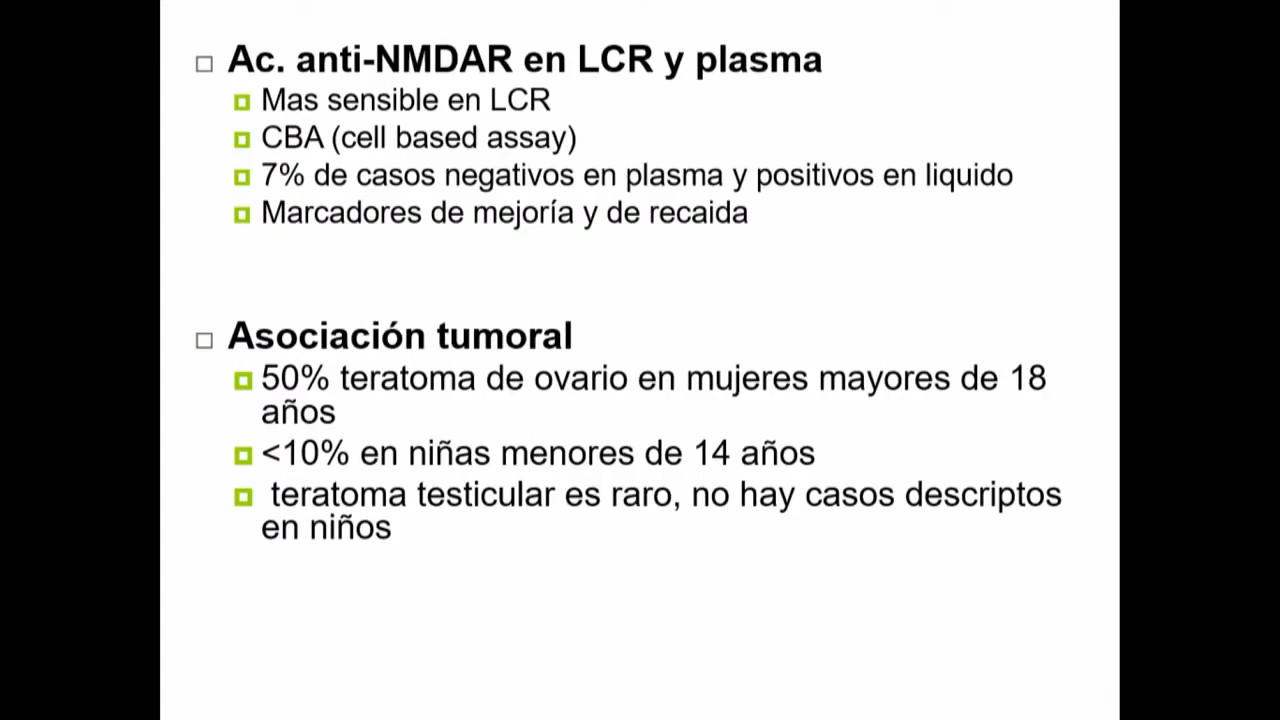 Ac. anti-NMDAR en LCR y plasma
Mas sensible en LCR
CBA (cell based assay)
7% de casos negativos en plasma y positivos en liquido
Marcadores de mejoría y de recaida
Asociación tumoral
50% teratoma de ovario en mujeres mayores de 18
años
<10% en niñas menores de 14 años
teratoma testicular es raro, no hay casos descriptos
en niños